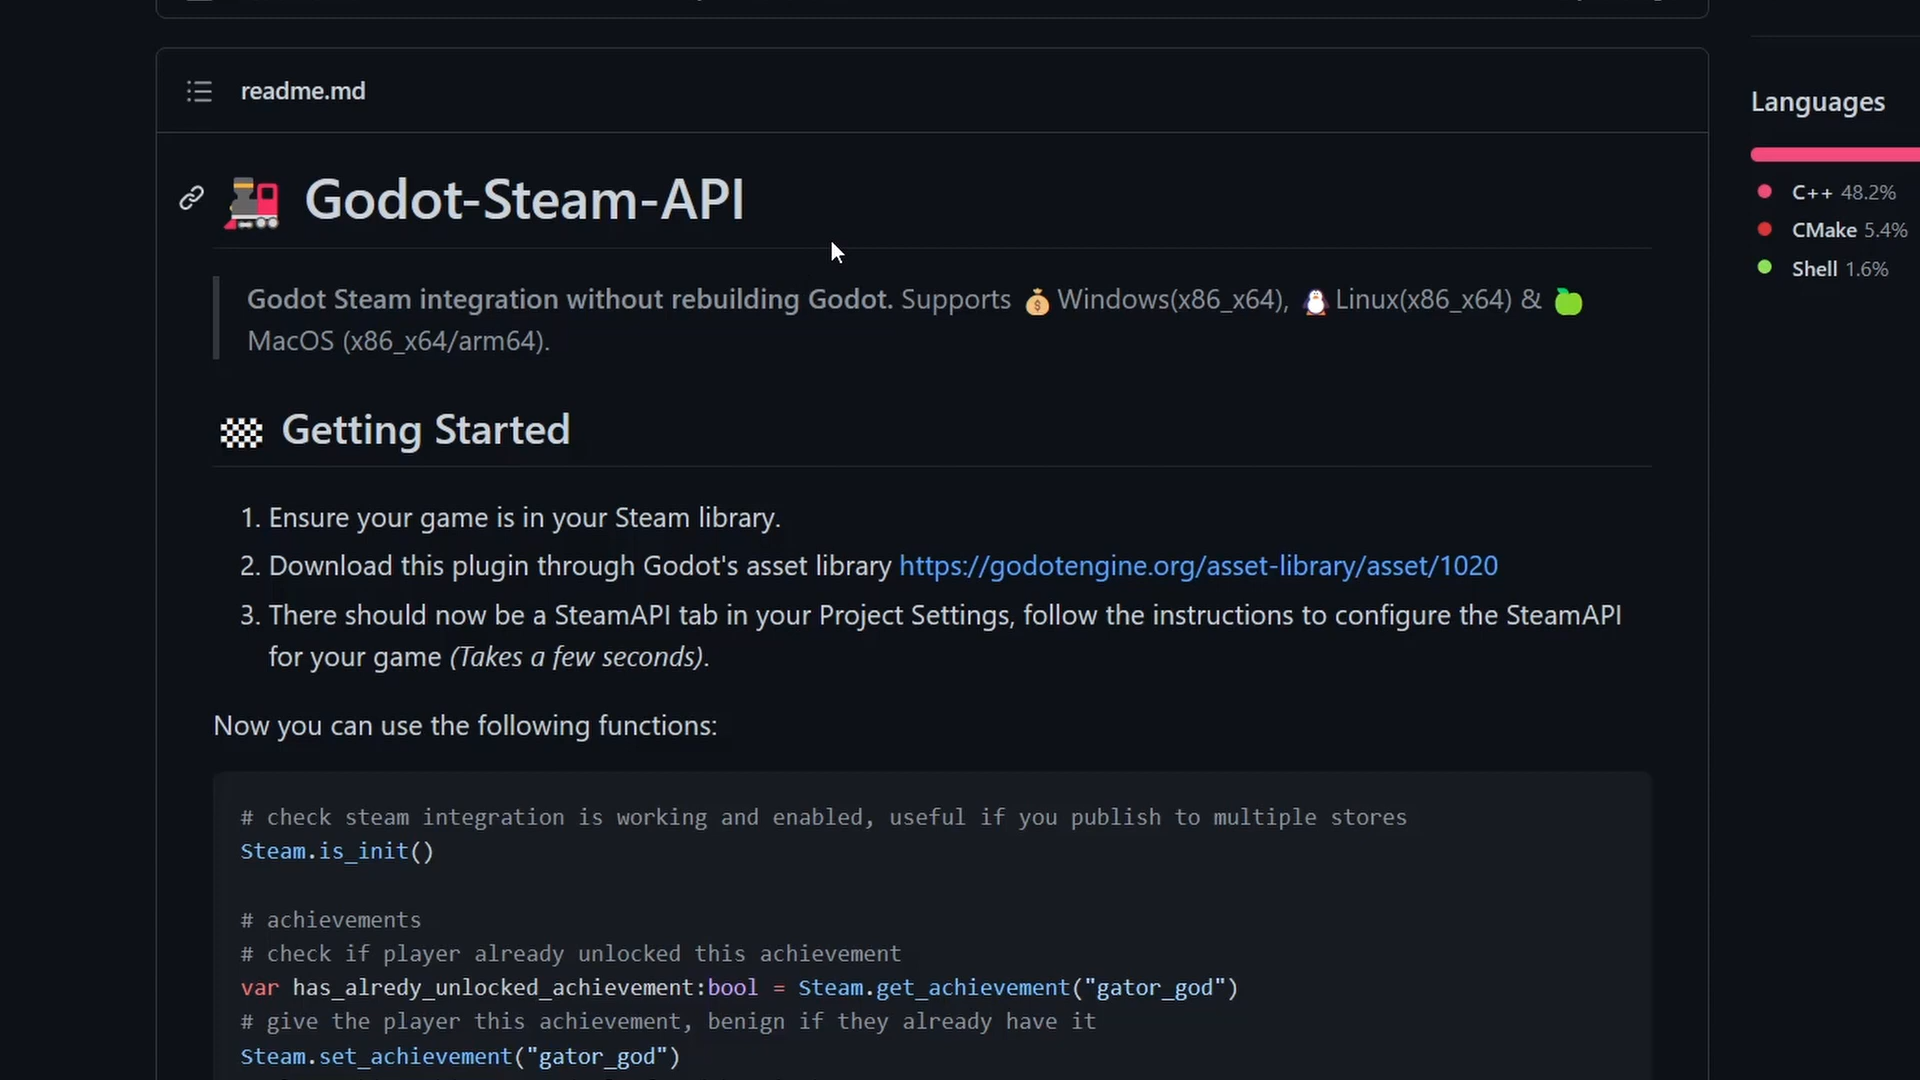 readme.md
Languages
Godot-Steam-API
C++ 48.2%
CMake 5.4%
Shell 1.6%
Godot Steam integration without rebuilding Godot. Supports 💰Windows(x86_x64), 🐧Linux(x86_x64) & 🍏
MacOS (x86_x64/arm64).
Getting Started
1. Ensure your game is in your Steam library.
2. Download this plugin through Godot's asset library https://godotengine.org/asset-library/asset/1020
3. There should now be a SteamAPI tab in your Project Settings, follow the instructions to configure the SteamAPI
for your game (Takes a few seconds).
Now you can use the following functions:
# check steam integration is working and enabled, useful if you publish to multiple stores
Steam.is_init()
# achievements
# check if player already unlocked this achievement
var has_alredy_unlocked_achievement:bool = Steam.get_achievement("gator_god")
# give the player this achievement, benign if they already have it
Steam.set_achievement("gator_god")